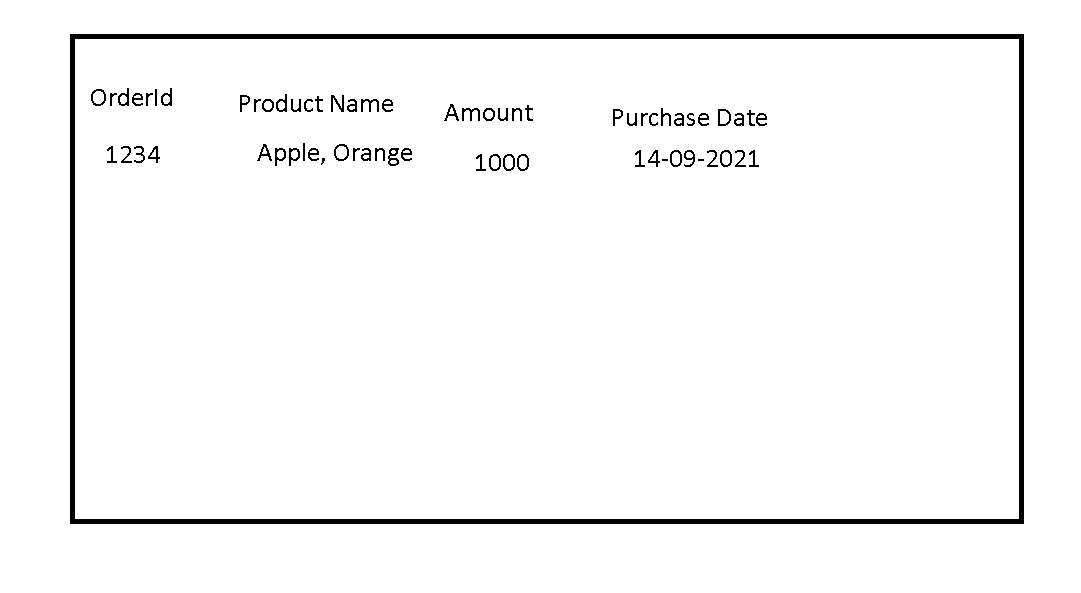 OrderId Product Name Amount Purchase Date
1234 Apple, Orange 1000 14-09-2021